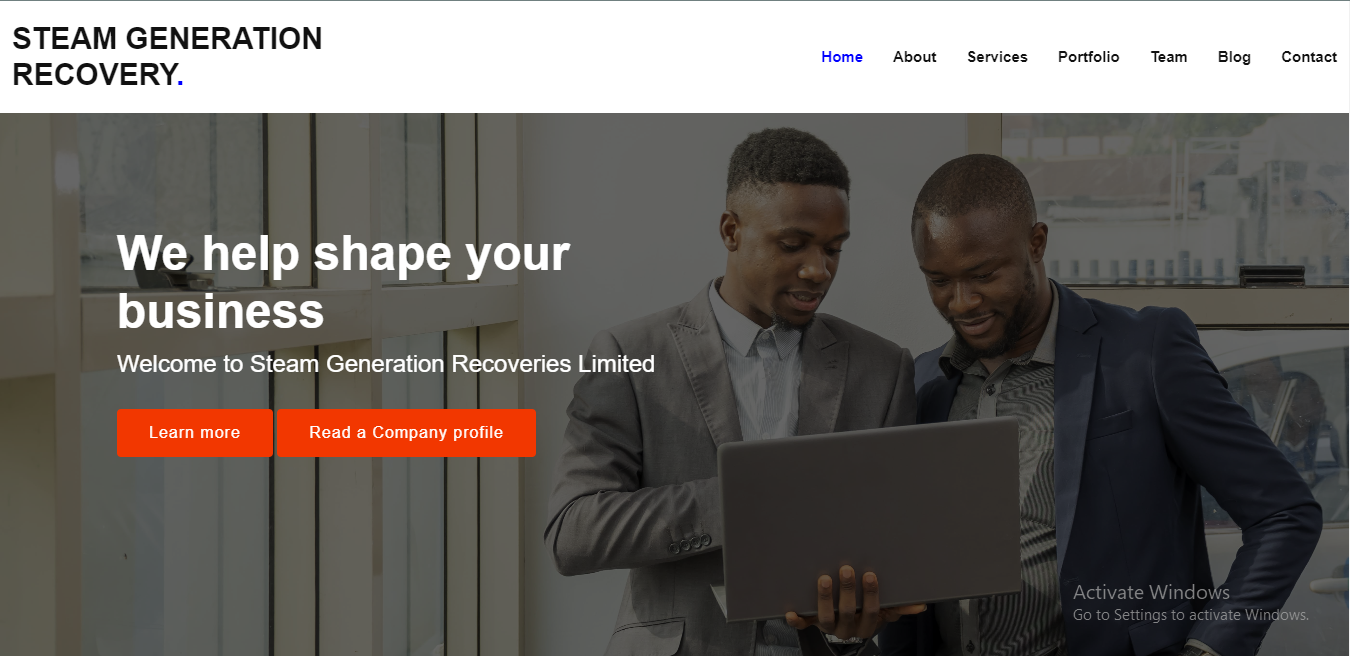 STEAM GENERATION
RECOVERY.
Home About Services Portfolio Team Blog Contact
We help shape your
business
Welcome to Steam Generation Recoveries Limited
Learn more Read a Company profile
Activate Windows
Go to Settings to activate Windows.